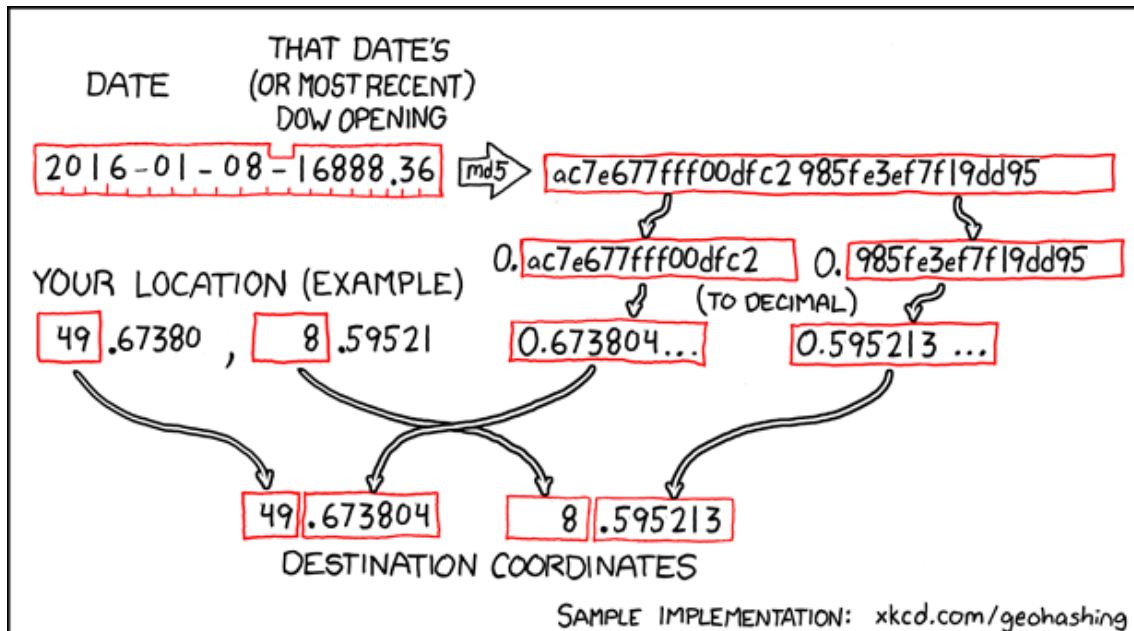 DATE
THAT DATE'S
(OR MOST RECENT)
DOW OPENING
2016-01-08-16888.36
md5
ac7e677fff00dfc2985fe3ef7f19dd95
0.ac7e677fff00dfc2
0.985fe3ef7f19dd95
YOUR LOCATION (EXAMPLE)
(TO DECIMAL)
49.67380, 8.59521
0.673804...
0.595213...
49.673804
8.595213
DESTINATION COORDINATES
SAMPLE IMPLEMENTATION: xkcd.com/geohashing